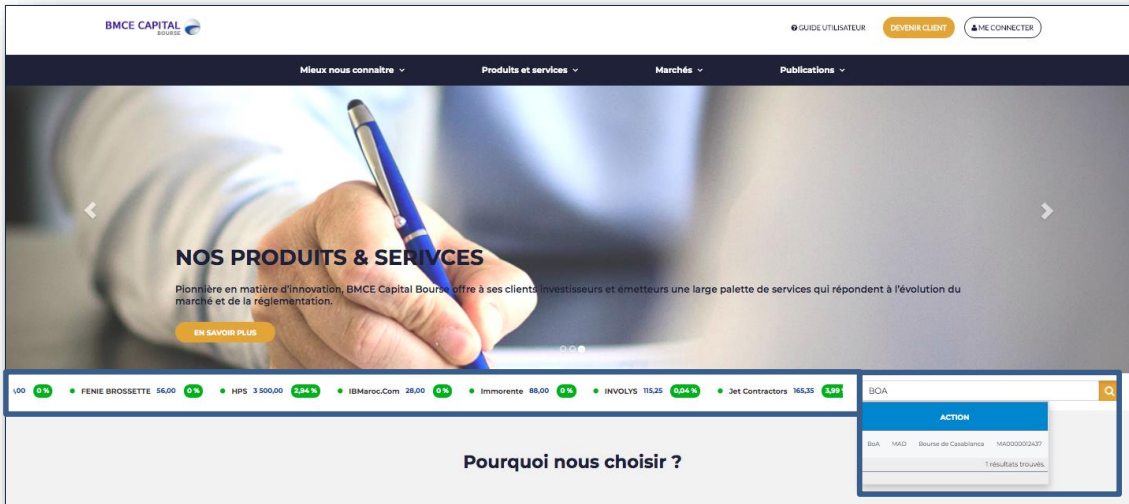 BMCE CAPITAL
BOURSE
GUIDE UTILISATEUR
DEVENIR CLIENT
ME CONNECTER
Mieux nous connaitre
Produits et services
Marchés
Publications
NOS PRODUITS & SERIVCES
Pionnière en matière d'innovation, BMCE Capital Bourse offre à ses clients investisseurs et émetteurs une large palette de services qui répondent à l'évolution du
marché et de la réglementation.
EN SAVOIR PLUS
,00 0 % FENIE BROSSETTE 56,00 0 % HPS 3 500,00 2,94 % IBMaroc.Com 28,00 0 % Immorente 88,00 0 % INVOLYS 115,25 0,04 % Jet Contractors 165,35 3,99
BOA
ACTION
BoA MAD Bourse de Casablanca MA0000012437
1 résultats trouvés.
Pourquoi nous choisir ?